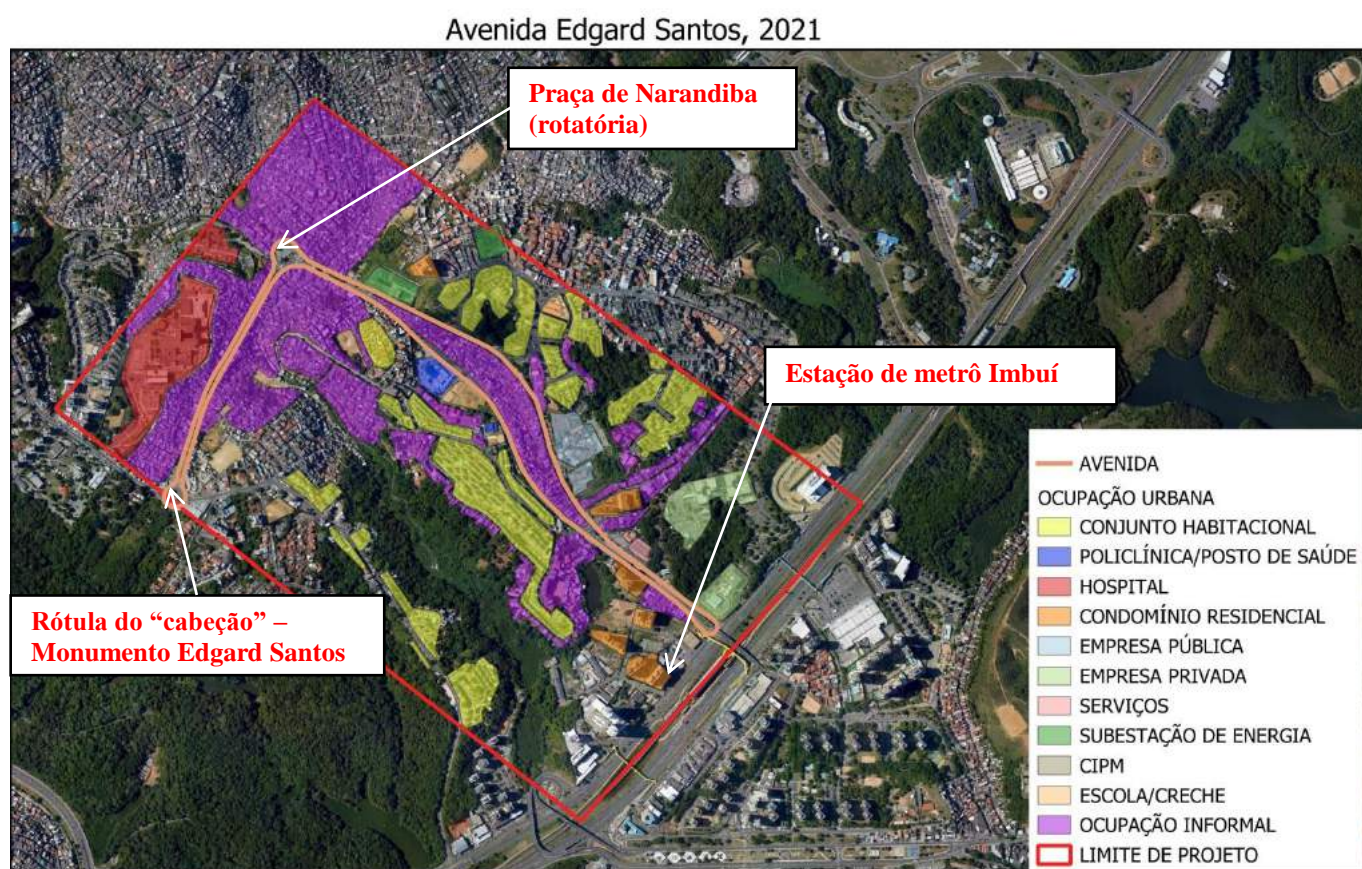 Avenida Edgard Santos, 2021
Praça de Narandiba
(rotatória)
Estação de metrô Imbuí
Rótula do “cabeção” –
Monumento Edgard Santos
AVENIDA
OCUPAÇÃO URBANA
CONJUNTO HABITACIONAL
POLICLÍNICA/POSTO DE SAÚDE
HOSPITAL
CONDOMÍNIO RESIDENCIAL
EMPRESA PÚBLICA
EMPRESA PRIVADA
SERVIÇOS
SUBESTAÇÃO DE ENERGIA
CIPM
ESCOLA/CRECHE
OCUPAÇÃO INFORMAL
LIMITE DE PROJETO